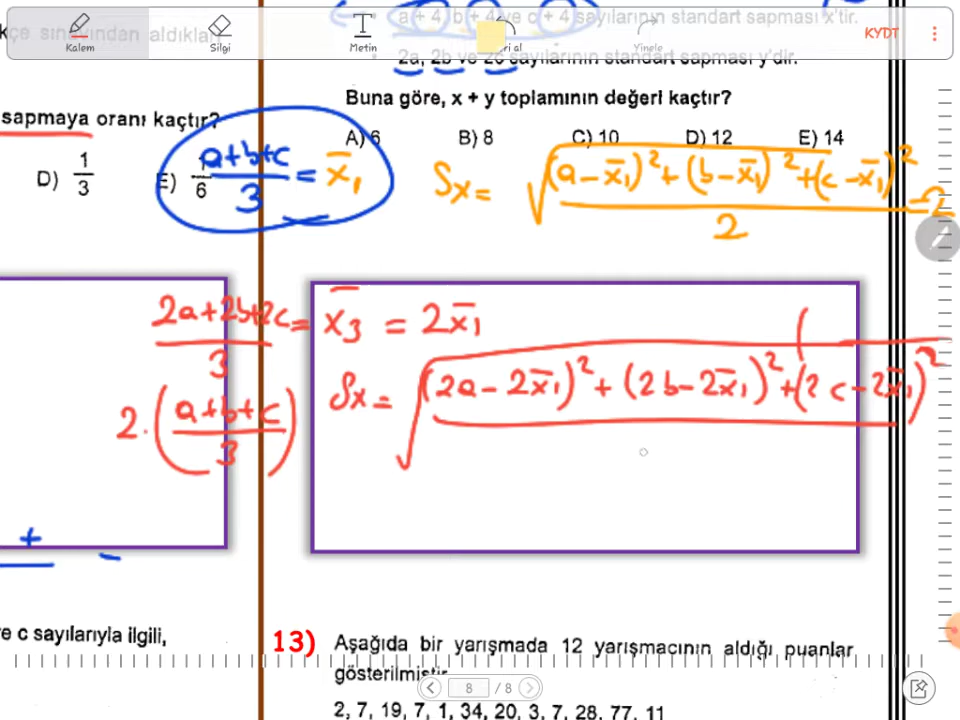 a + 4, b + 4 ve c + 4 sayılarının standart sapması x'tir.
Kalem
Silgi
Metin
Geri al
Yinele
KYDT
2a, 2b ve 2c sayılarının standart sapması y'dir.
Buna göre, x + y toplamının değeri kaçtır?
A) 6 B) 8 C) 10 D) 12 E) 14
sapmaya oranı kaçtır?
D) 1/3 E) 1/6
(a+b+c)/3 = x̄₁
Sx = √(((a-x̄₁)²+(b-x̄₁)²+(c-x̄₁)²)/2) = 2
(2a+2b+2c)/3 = x̄₃ = 2x̄₁
2.((a+b+c)/3)
Sx = √((2a-2x̄₁)²+(2b-2x̄₁)²+(2c-2x̄₁)²
(
+
-
re c sayılarıyla ilgili,
13) Aşağıda bir yarışmada 12 yarışmacının aldığı puanlar
gösterilmiştir.
2, 7, 19, 7, 1, 34, 20, 3, 7, 28, 77, 11
8 / 8